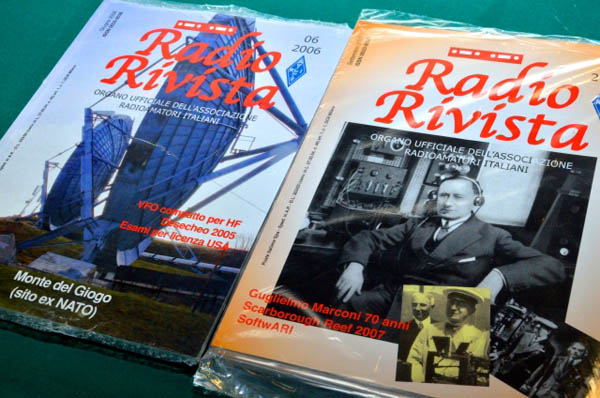 06
2006
Radio
Rivista
ORGANO UFFICIALE DELL'ASSOCIAZIONE
RADIOAMATORI ITALIANI
VFO compatto per HF
Gesecheo 2005
Esami per licenza USA
Monte del Giogo
(sito ex NATO)
Radio
Rivista
ORGANO UFFICIALE DELL'ASSOCIAZIONE
RADIOAMATORI ITALIANI
Guglielmo Marconi 70 anni
Scarborough Reef 2007
SoftwARI